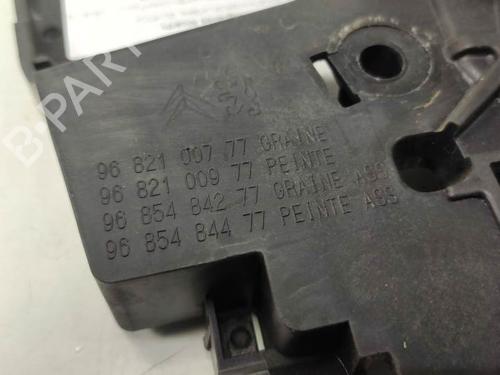 B-PARTS
96 821 007 77 GRAINE
96 821 009 77 PEINTE
96 854 842 77 GRAINE ASS
96 854 844 77 PEINTE ASS